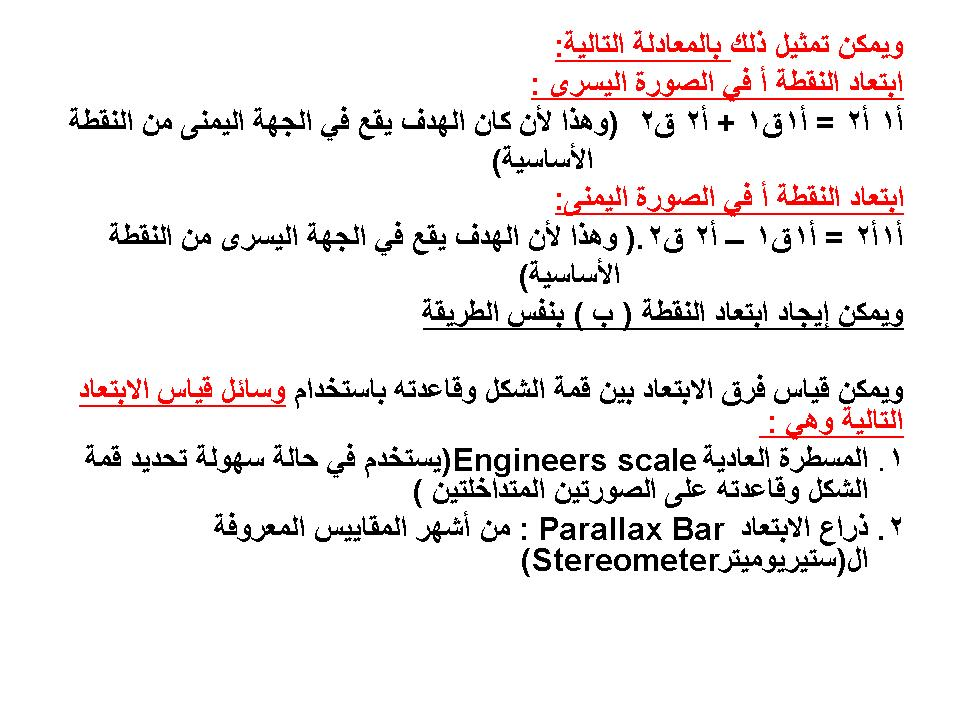 ويمكن تمثيل ذلك بالمعادلة التالية:
ابتعاد النقطة أ في الصورة اليسرى :
أ١ أ٢ = أ١ق١ + أ٢ ق٢ (وهذا لأن كان الهدف يقع في الجهة اليمنى من النقطة
الأساسية)
ابتعاد النقطة أ في الصورة اليمنى:
أ١أ٢ = أ١ق١ – أ٢ ق٢.( وهذا لأن الهدف يقع في الجهة اليسرى من النقطة
الأساسية)
ويمكن إيجاد ابتعاد النقطة ( ب ) بنفس الطريقة
ويمكن قياس فرق الابتعاد بين قمة الشكل وقاعدته باستخدام وسائل قياس الابتعاد
التالية وهي :
١. المسطرة العادية Engineers scale(يستخدم في حالة سهولة تحديد قمة
الشكل وقاعدته على الصورتين المتداخلتين )
٢. ذراع الابتعاد Parallax Bar : من أشهر المقاييس المعروفة
ال(ستيريوميترStereometer)